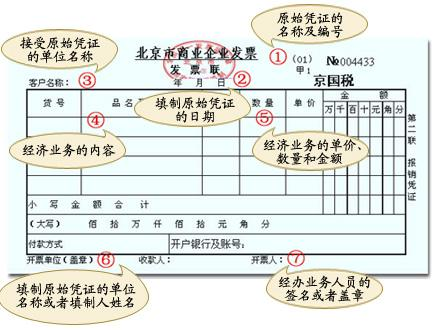 原始凭证的
名称及编号
接受原始凭证
的单位名称
北京市商业企业发票
发票联
① (01) №004433
甲1
京国税
客户名称: ③ 年 月 日 ②
填制原始凭证
的日期
货号 品名 数量 单价 金额
万 千 百 十 元 角 分
④ ⑤
经济业务的内容
经济业务的单价、
数量和金额
第二联 报销凭证
小写金额合计
(大写) 佰 拾 万 仟 佰 拾 元 角 分
付款方式 开户银行及账号:
开票单位(盖章) ⑥ 收款人: 开票人: ⑦
填制原始凭证的单位
名称或者填制人姓名
经办业务人员的
签名或者盖章